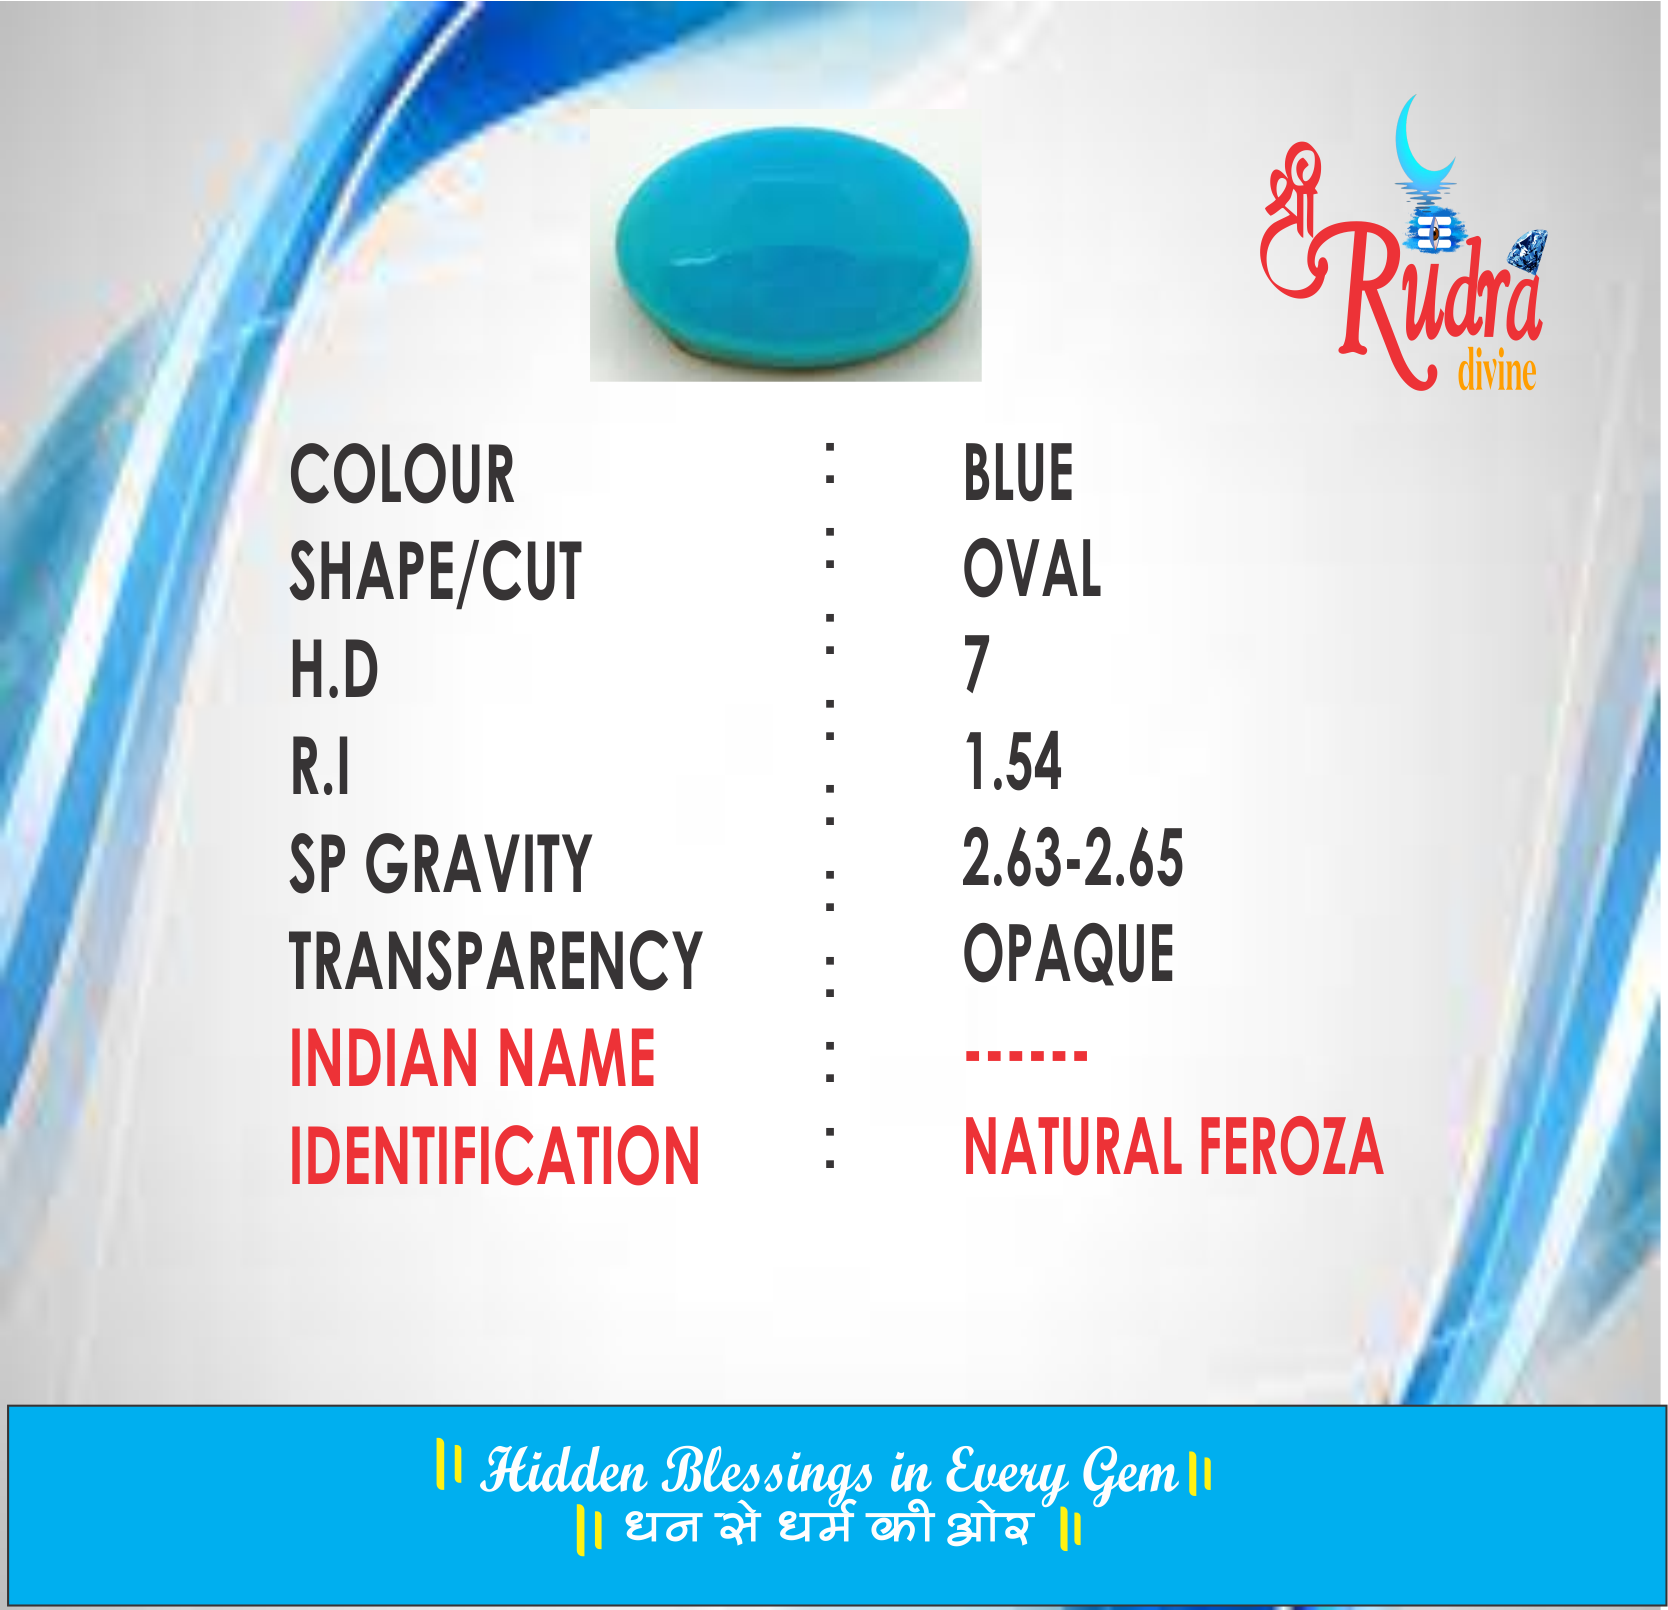 श्री
Rudra
divine
COLOUR : BLUE
SHAPE/CUT : OVAL
H.D : 7
R.I : 1.54
SP GRAVITY : 2.63-2.65
TRANSPARENCY : OPAQUE
INDIAN NAME : ------
IDENTIFICATION : NATURAL FEROZA
|| Hidden Blessings in Every Gem ||
|| धन से धर्म की ओर ||